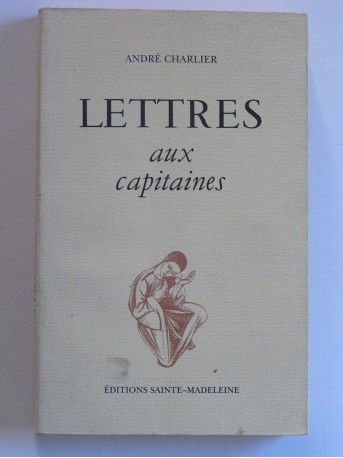 ANDRÉ CHARLIER
LETTRES
aux
capitaines
ÉDITIONS SAINTE–MADELEINE